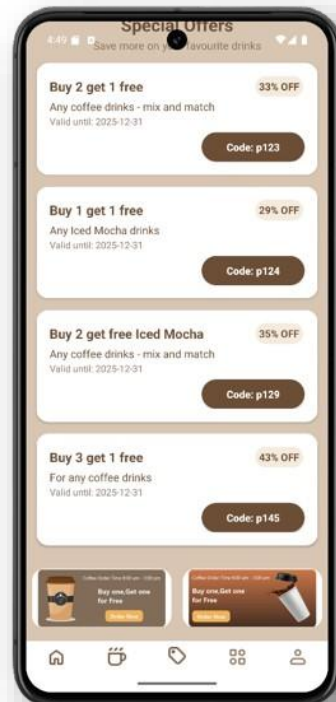 Special Offers
4:49
Save more on your favourite drinks
Buy 2 get 1 free
33% OFF
Any coffee drinks - mix and match
Valid until: 2025-12-31
Code: p123
Buy 1 get 1 free
29% OFF
Any Iced Mocha drinks
Valid until: 2025-12-31
Code: p124
Buy 2 get free Iced Mocha
35% OFF
Any coffee drinks - mix and match
Valid until: 2025-12-31
Code: p129
Buy 3 get 1 free
43% OFF
For any coffee drinks
Valid until: 2025-12-31
Code: p145
Buy one,Get one
for Free
Order Now
Buy one,Get one
for Free
Order Now